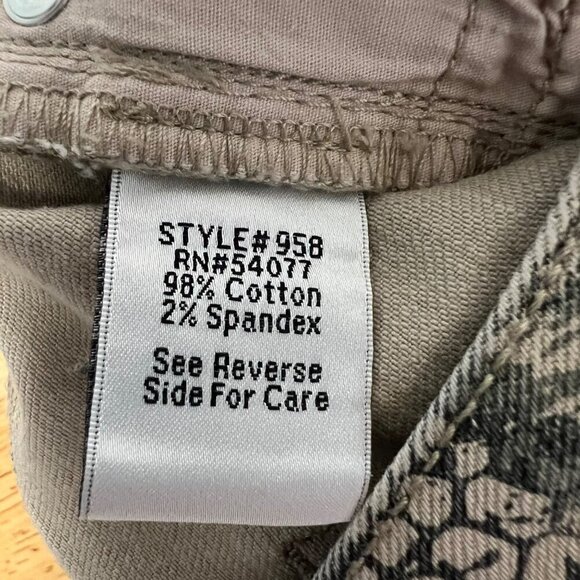 STYLE#958
RN#54077
98% Cotton
2% Spandex
See Reverse
Side For Care